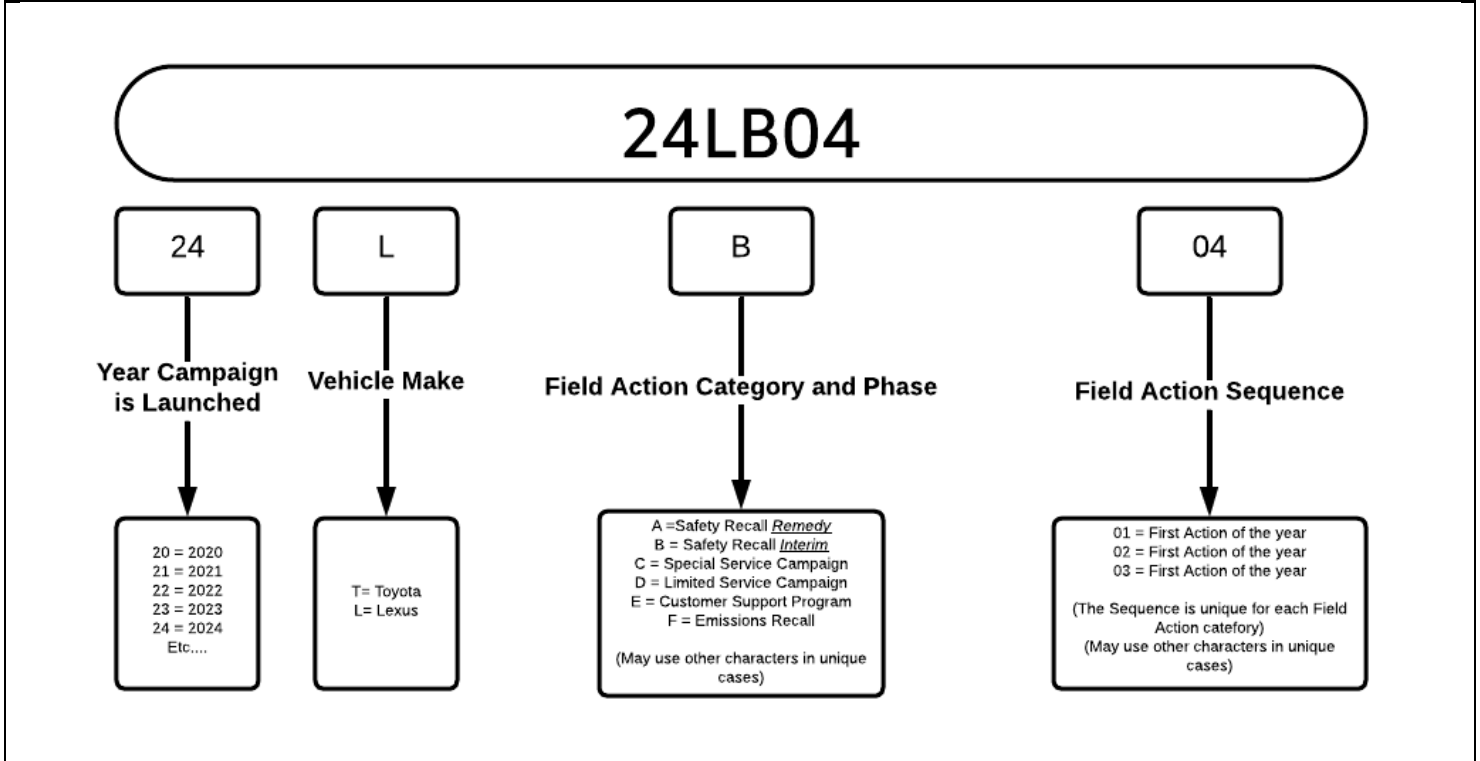 24LB04
24
L
B
04
Year Campaign
is Launched
Vehicle Make
Field Action Category and Phase
Field Action Sequence
20 = 2020
21 = 2021
22 = 2022
23 = 2023
24 = 2024
Etc....
T= Toyota
L= Lexus
A =Safety Recall Remedy
B = Safety Recall Interim
C = Special Service Campaign
D = Limited Service Campaign
E = Customer Support Program
F = Emissions Recall
(May use other characters in unique
cases)
01 = First Action of the year
02 = First Action of the year
03 = First Action of the year
(The Sequence is unique for each Field
Action catefory)
(May use other characters in unique
cases)